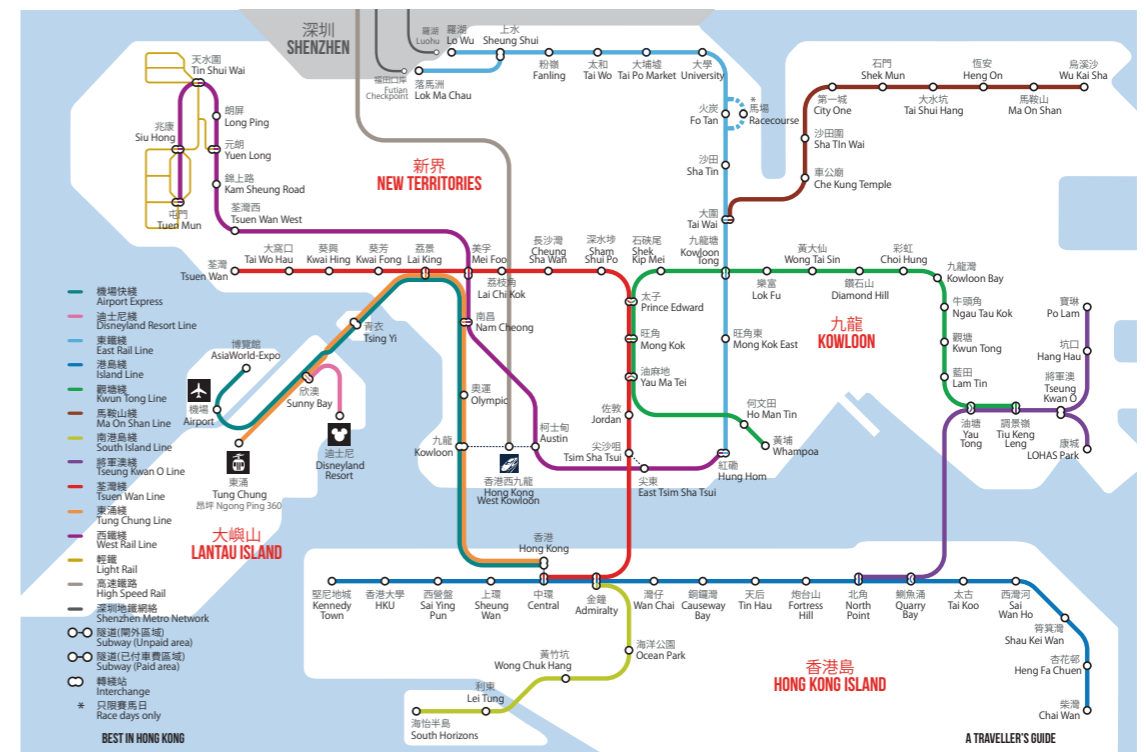 深圳
SHENZHEN
羅湖
Luohu
羅湖
Lo Wu
上水
Sheung Shui
福田口岸
Futian
Checkpoint
落馬洲
Lok Ma Chau
粉嶺
Fanling
太和
Tai Wo
大埔墟
Tai Po Market
大學
University
火炭
Fo Tan
*
馬場
Racecourse
沙田
Sha Tin
大圍
Tai Wai
烏溪沙
Wu Kai Sha
恆安
Heng On
石門
Shek Mun
第一城
City One
大水坑
Tai Shui Hang
馬鞍山
Ma On Shan
沙田圍
Sha TIn Wai
車公廟
Che Kung Temple
天水圍
Tin Shui Wai
朗屏
Long Ping
兆康
Siu Hong
元朗
Yuen Long
錦上路
Kam Sheung Road
屯門
Tuen Mun
荃灣西
Tsuen Wan West
新界
NEW TERRITORIES
荃灣
Tsuen Wan
大窩口
Tai Wo Hau
葵興
Kwai Hing
葵芳
Kwai Fong
荔景
Lai King
美孚
Mei Foo
荔枝角
Lai Chi Kok
長沙灣
Cheung
Sha Wan
深水埗
Sham
Shui Po
石硤尾
Shek
Kip Mei
九龍塘
Kowloon
Tong
樂富
Lok Fu
黃大仙
Wong Tai Sin
鑽石山
Diamond Hill
彩虹
Choi Hung
九龍灣
Kowloon Bay
牛頭角
Ngau Tau Kok
觀塘
Kwun Tong
藍田
Lam Tin
寶琳
Po Lam
坑口
Hang Hau
將軍澳
Tseung
Kwan O
油塘
Yau
Tong
調景嶺
Tiu Keng
Leng
康城
LOHAS Park
太子
Prince Edward
旺角
Mong Kok
油麻地
Yau Ma Tei
旺角東
Mong Kok East
九龍
KOWLOON
何文田
Ho Man Tin
黃埔
Whampoa
佐敦
Jordan
尖沙咀
Tsim Sha Tsui
尖東
East Tsim Sha Tsui
紅磡
Hung Hom
南昌
Nam Cheong
奧運
Olympic
九龍
Kowloon
柯士甸
Austin
香港西九龍
Hong Kong
West Kowloon
青衣
Tsing Yi
博覽館
AsiaWorld-Expo
機場
Airport
欣澳
Sunny Bay
迪士尼
Disneyland
Resort
東涌
Tung Chung
昂坪 Ngong Ping 360
大嶼山
LANTAU ISLAND
香港
Hong Kong
堅尼地城
Kennedy
Town
香港大學
HKU
西營盤
Sai Ying
Pun
上環
Sheung
Wan
中環
Central
金鐘
Admiralty
灣仔
Wan Chai
銅鑼灣
Causeway
Bay
天后
Tin Hau
炮台山
Fortress
Hill
北角
North
Point
鰂魚涌
Quarry
Bay
太古
Tai Koo
西灣河
Sai
Wan Ho
筲箕灣
Shau Kei Wan
杏花邨
Heng Fa Chuen
柴灣
Chai Wan
海洋公園
Ocean Park
黃竹坑
Wong Chuk Hang
利東
Lei Tung
海怡半島
South Horizons
香港島
HONG KONG ISLAND
機場快綫
Airport Express
迪士尼綫
Disneyland Resort Line
東鐵綫
East Rail Line
港島綫
Island Line
觀塘綫
Kwun Tong Line
馬鞍山綫
Ma On Shan Line
南港島綫
South Island Line
將軍澳綫
Tseung Kwan O Line
荃灣綫
Tsuen Wan Line
東涌綫
Tung Chung Line
西鐵綫
West Rail Line
輕鐵
Light Rail
高速鐵路
High Speed Rail
深圳地鐵網絡
Shenzhen Metro Network
隧道(閘外區域)
Subway (Unpaid area)
隧道(已付車費區域)
Subway (Paid area)
轉綫站
Interchange
* 只限賽馬日
Race days only
BEST IN HONG KONG
A TRAVELLER'S GUIDE